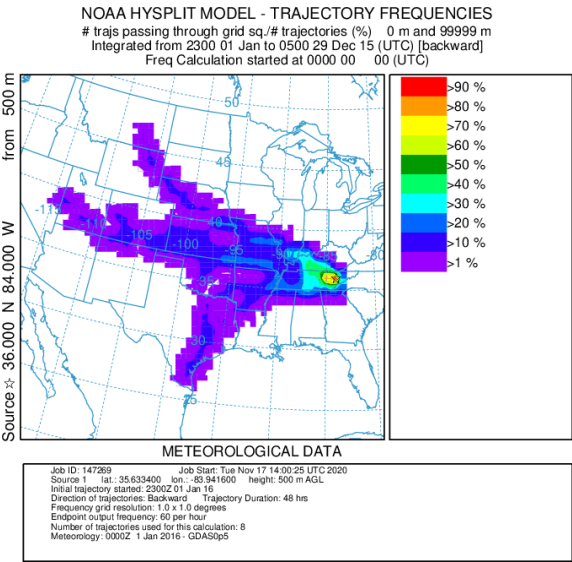 NOAA HYSPLIT MODEL - TRAJECTORY FREQUENCIES
# trajs passing through grid sq./# trajectories (%) 0 m and 99999 m
Integrated from 2300 01 Jan to 0500 29 Dec 15 (UTC) [backward]
Freq Calculation started at 0000 00 00 (UTC)
Source ☆ 36.000 N 84.000 W from 500 m
50
45
-115
-110
-105
-100
-95
40
-90
-85
-80
35
30
25
>90 %
>80 %
>70 %
>60 %
>50 %
>40 %
>30 %
>20 %
>10 %
>1 %
METEOROLOGICAL DATA
Job ID: 147269 Job Start: Tue Nov 17 14:00:25 UTC 2020
Source 1 lat.: 35.633400 lon.: -83.941600 height: 500 m AGL
Initial trajectory started: 2300Z 01 Jan 16
Direction of trajectories: Backward Trajectory Duration: 48 hrs
Frequency grid resolution: 1.0 x 1.0 degrees
Endpoint output frequency: 60 per hour
Number of trajectories used for this calculation: 8
Meteorology: 0000Z 1 Jan 2016 - GDAS0p5